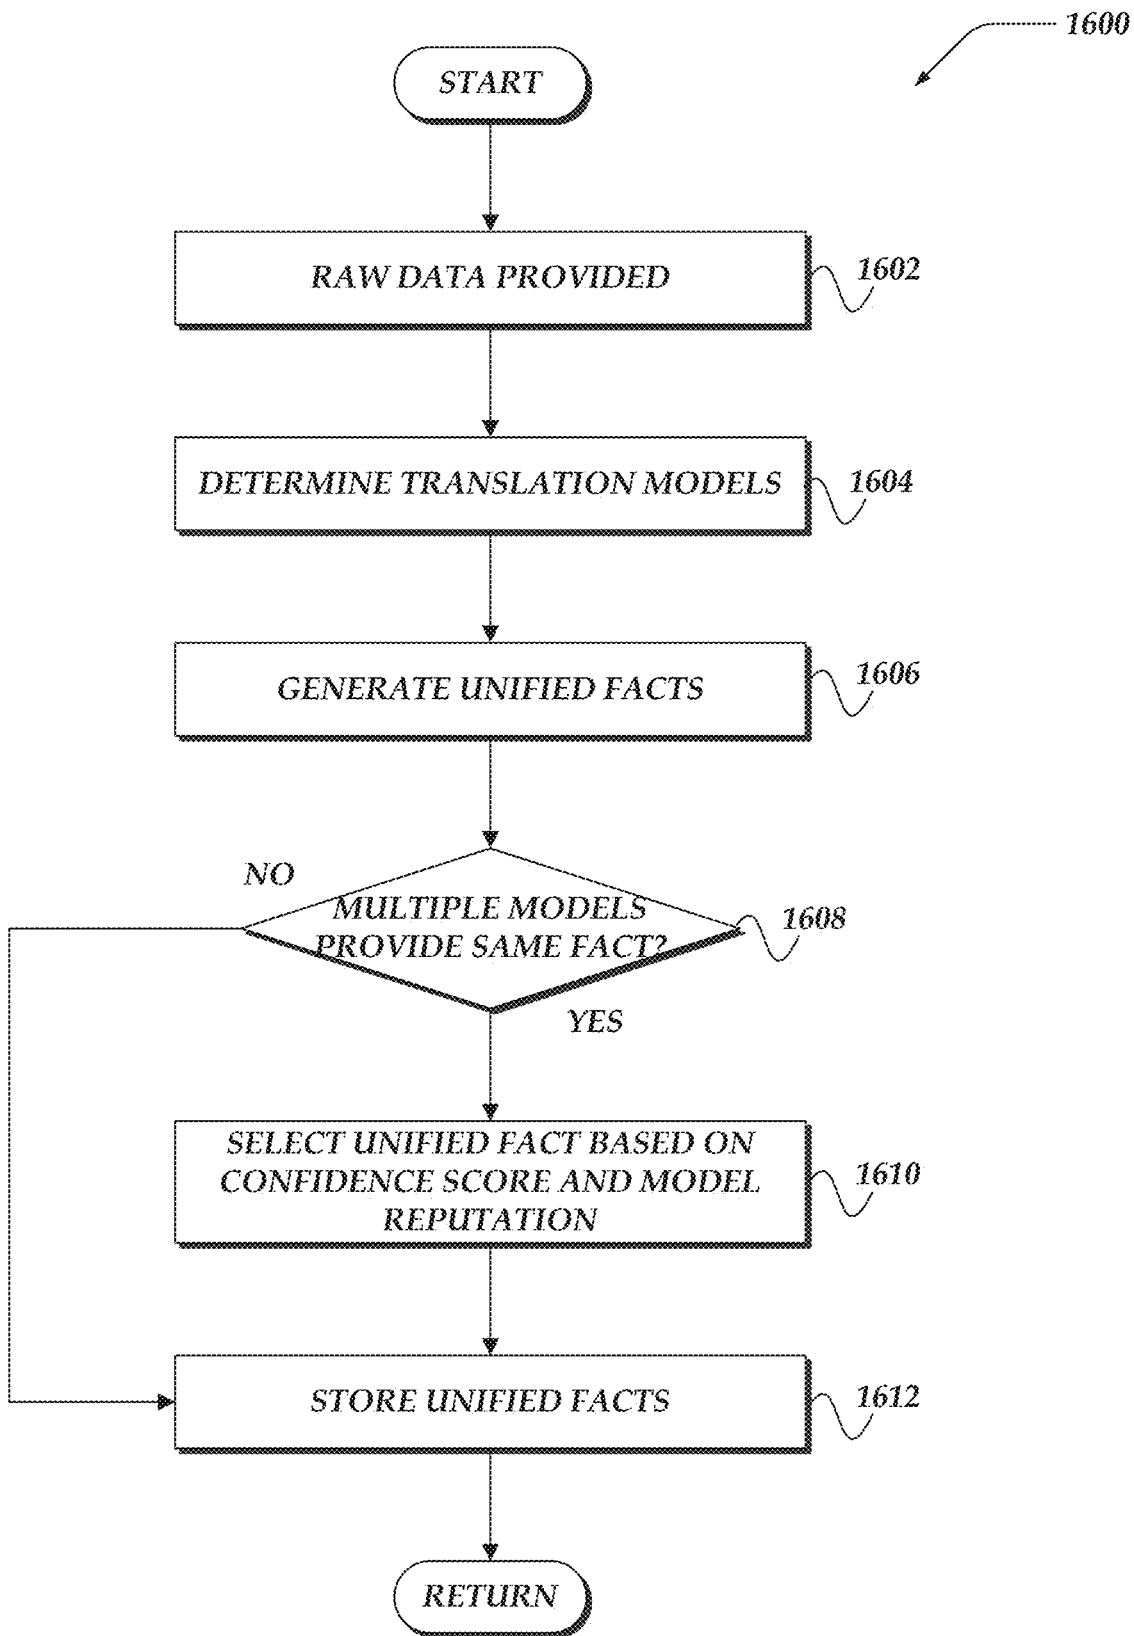 1600
START
RAW DATA PROVIDED
1602
DETERMINE TRANSLATION MODELS
1604
GENERATE UNIFIED FACTS
1606
NO
MULTIPLE MODELS
PROVIDE SAME FACT?
1608
YES
SELECT UNIFIED FACT BASED ON
CONFIDENCE SCORE AND MODEL
REPUTATION
1610
STORE UNIFIED FACTS
1612
RETURN